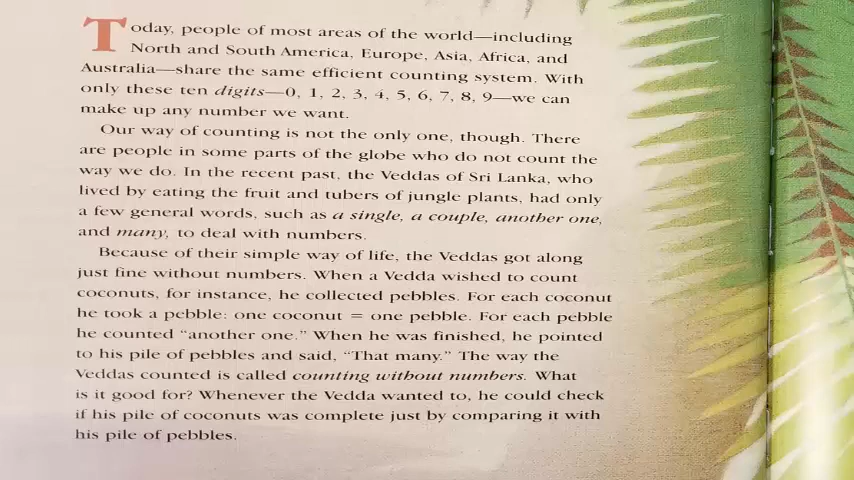 Today, people of most areas of the world—including
North and South America, Europe, Asia, Africa, and
Australia—share the same efficient counting system. With
only these ten digits—0, 1, 2, 3, 4, 5, 6, 7, 8, 9—we can
make up any number we want.
Our way of counting is not the only one, though. There
are people in some parts of the globe who do not count the
way we do. In the recent past, the Veddas of Sri Lanka, who
lived by eating the fruit and tubers of jungle plants, had only
a few general words, such as a single, a couple, another one,
and many, to deal with numbers.
Because of their simple way of life, the Veddas got along
just fine without numbers. When a Vedda wished to count
coconuts, for instance, he collected pebbles. For each coconut
he took a pebble: one coconut = one pebble. For each pebble
he counted “another one.” When he was finished, he pointed
to his pile of pebbles and said, “That many.” The way the
Veddas counted is called counting without numbers. What
is it good for? Whenever the Vedda wanted to, he could check
if his pile of coconuts was complete just by comparing it with
his pile of pebbles.